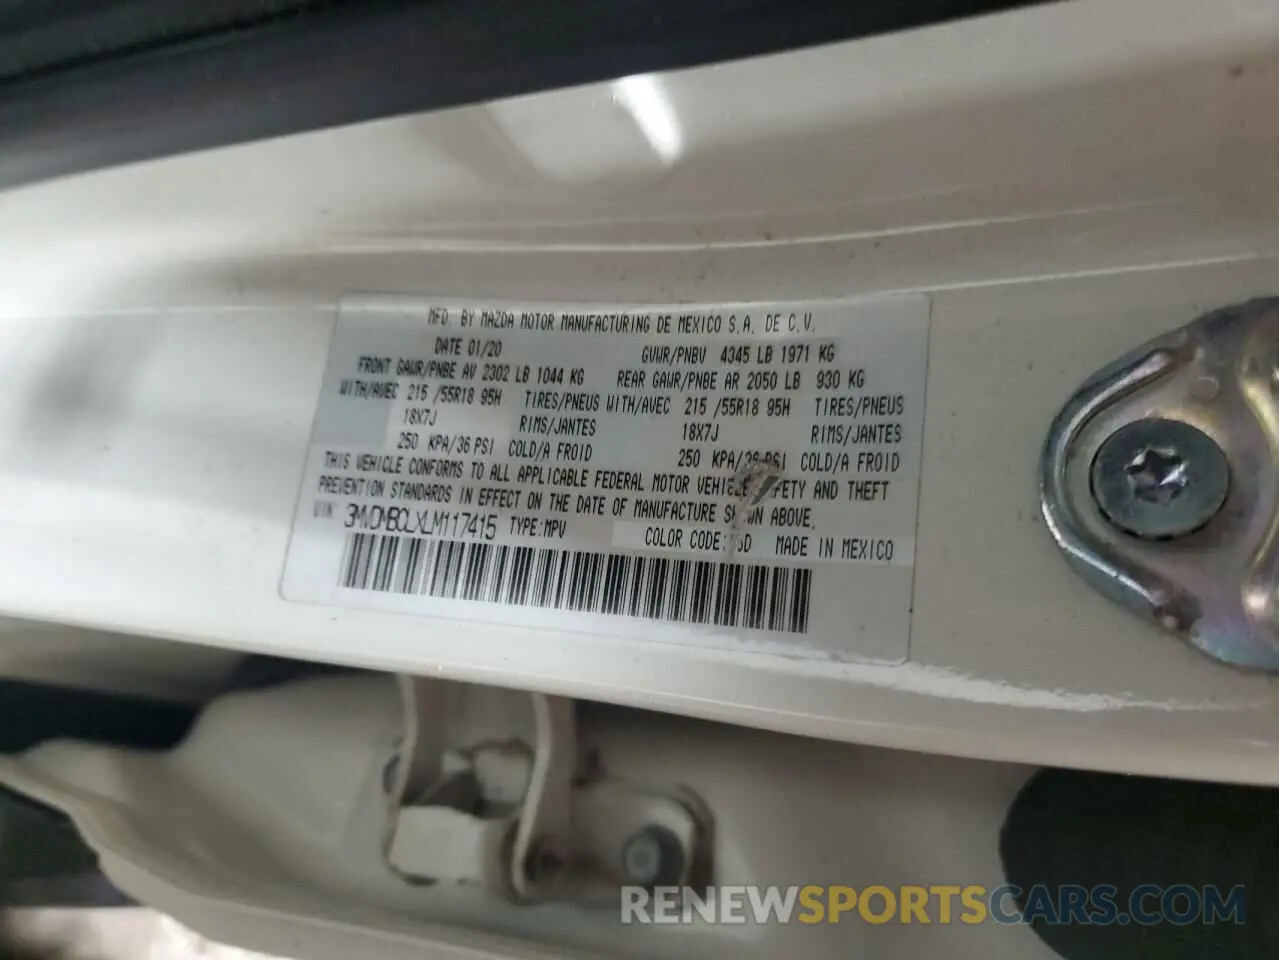 MFD. BY MAZDA MOTOR MANUFACTURING DE MEXICO S.A. DE C.V.
DATE 01/20 GVWR/PNBV 4345 LB 1971 KG
FRONT GAWR/PNBE AV 2302 LB 1044 KG REAR GAWR/PNBE AR 2050 LB 930 KG
WITH/AVEC 215 /55R18 95H TIRES/PNEUS WITH/AVEC 215 /55R18 95H TIRES/PNEUS
18X7J RIMS/JANTES 18X7J RIMS/JANTES
250 KPA/36 PSI COLD/A FROID 250 KPA/36 PSI COLD/A FROID
THIS VEHICLE CONFORMS TO ALL APPLICABLE FEDERAL MOTOR VEHICLE SAFETY AND THEFT
PREVENTION STANDARDS IN EFFECT ON THE DATE OF MANUFACTURE SHOWN ABOVE.
VIN: 3MVDMBCLXLM117415 TYPE:MPV COLOR CODE: MADE IN MEXICO
RENEWSPORTSCARS.COM